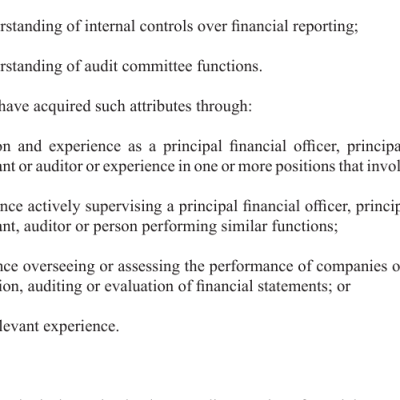 rstanding of internal controls over financial reporting;
rstanding of audit committee functions.
have acquired such attributes through:
on and experience as a principal financial officer, principa
nt or auditor or experience in one or more positions that invol
nce actively supervising a principal financial officer, princip
nt, auditor or person performing similar functions;
nce overseeing or assessing the performance of companies o
ion, auditing or evaluation of financial statements; or
levant experience.